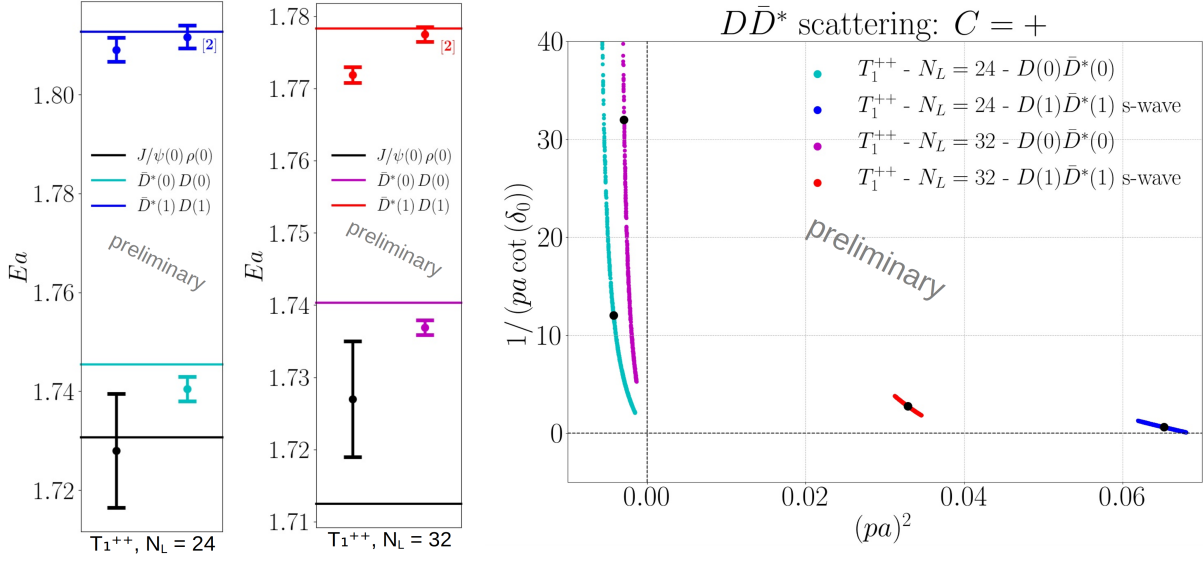 Ea
1.80
1.78
1.76
1.74
1.72
[2]
J/ψ(0) ρ(0)
D̄*(0) D(0)
D̄*(1) D(1)
preliminary
T₁⁺⁺, N_L = 24
Ea
1.78
1.77
1.76
1.75
1.74
1.73
1.72
1.71
[2]
J/ψ(0) ρ(0)
D̄*(0) D(0)
D̄*(1) D(1)
preliminary
T₁⁺⁺, N_L = 32
DD̄* scattering: C = +
1/ (pa cot (δ₀))
40
30
20
10
0
T₁⁺⁺ - N_L = 24 - D(0)D̄*(0)
T₁⁺⁺ - N_L = 24 - D(1)D̄*(1) s-wave
T₁⁺⁺ - N_L = 32 - D(0)D̄*(0)
T₁⁺⁺ - N_L = 32 - D(1)D̄*(1) s-wave
preliminary
0.00 0.02 0.04 0.06
(pa)²